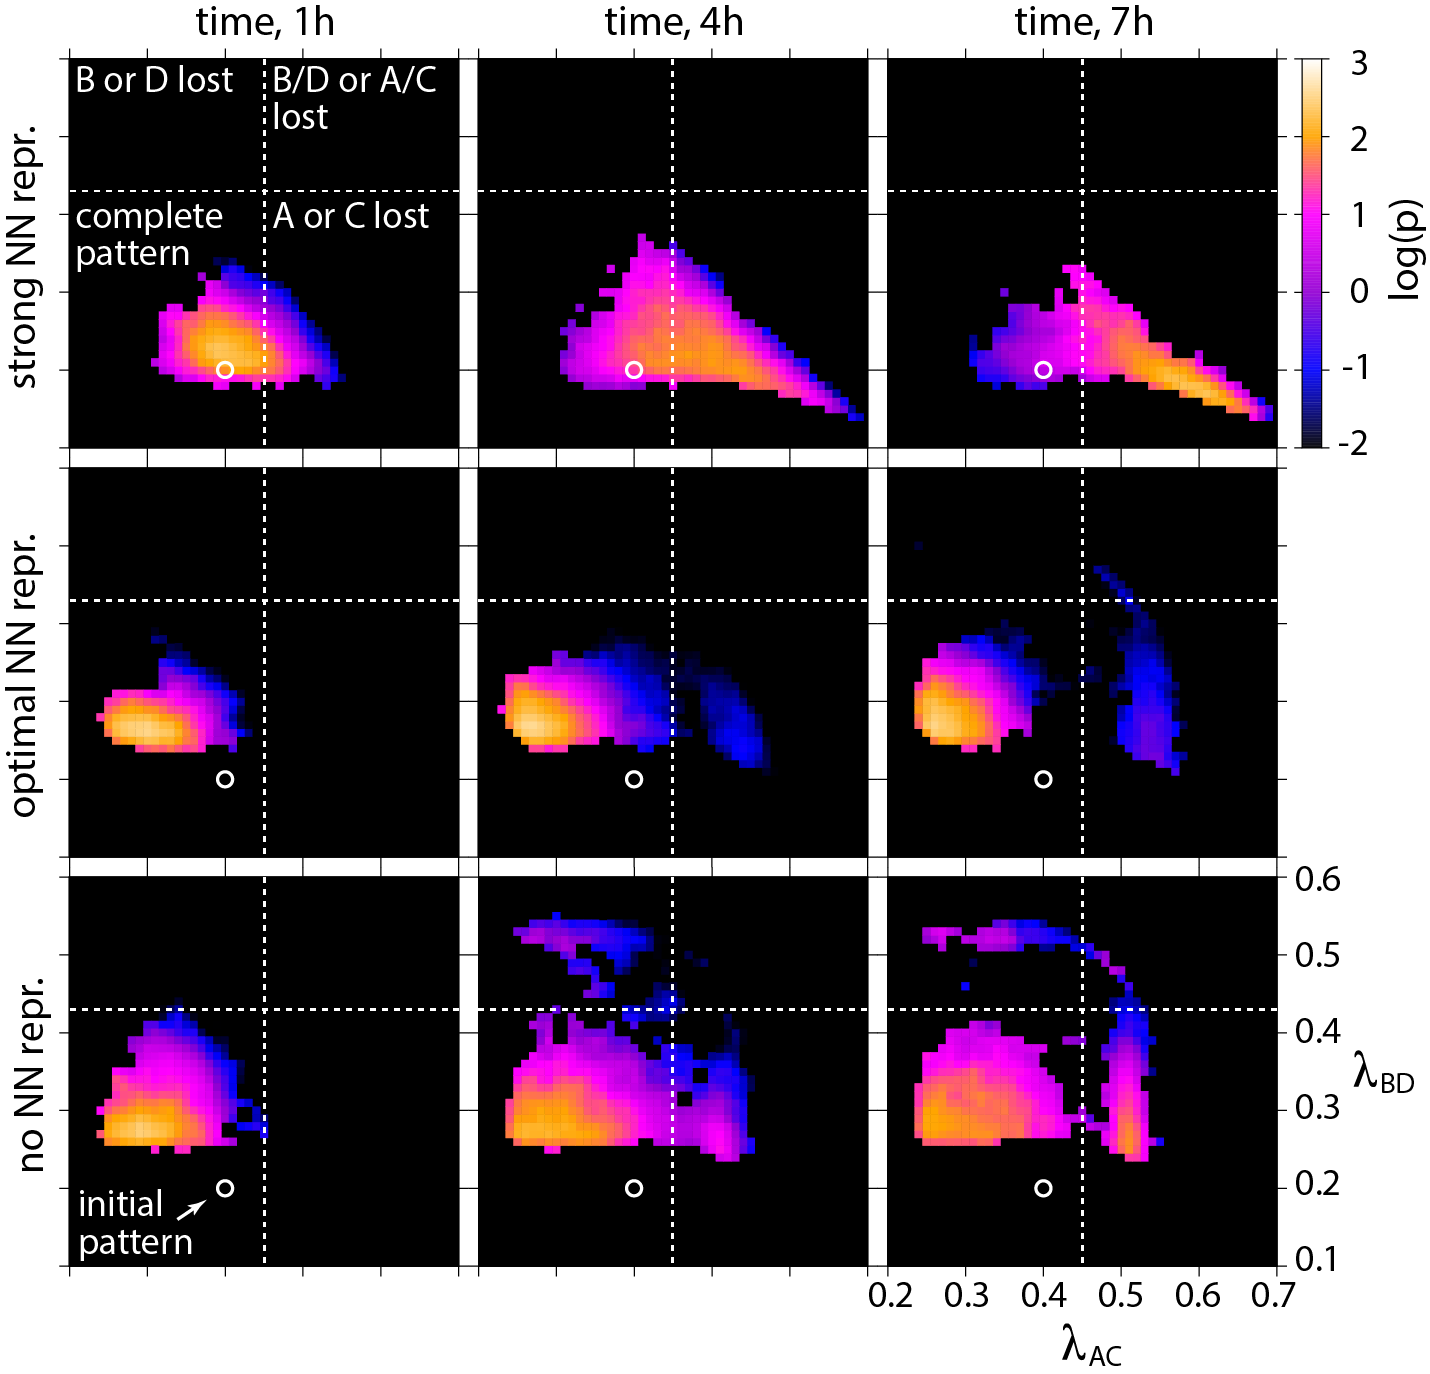 time, 1h
time, 4h
time, 7h
strong NN repr.
B or D lost
B/D or A/C
lost
complete
pattern
A or C lost
3
2
1
0
-1
-2
log(p)
optimal NN repr.
no NN repr.
initial
pattern
0.6
0.5
0.4
0.3
0.2
0.1
λBD
0.2
0.3
0.4
0.5
0.6
0.7
λAC